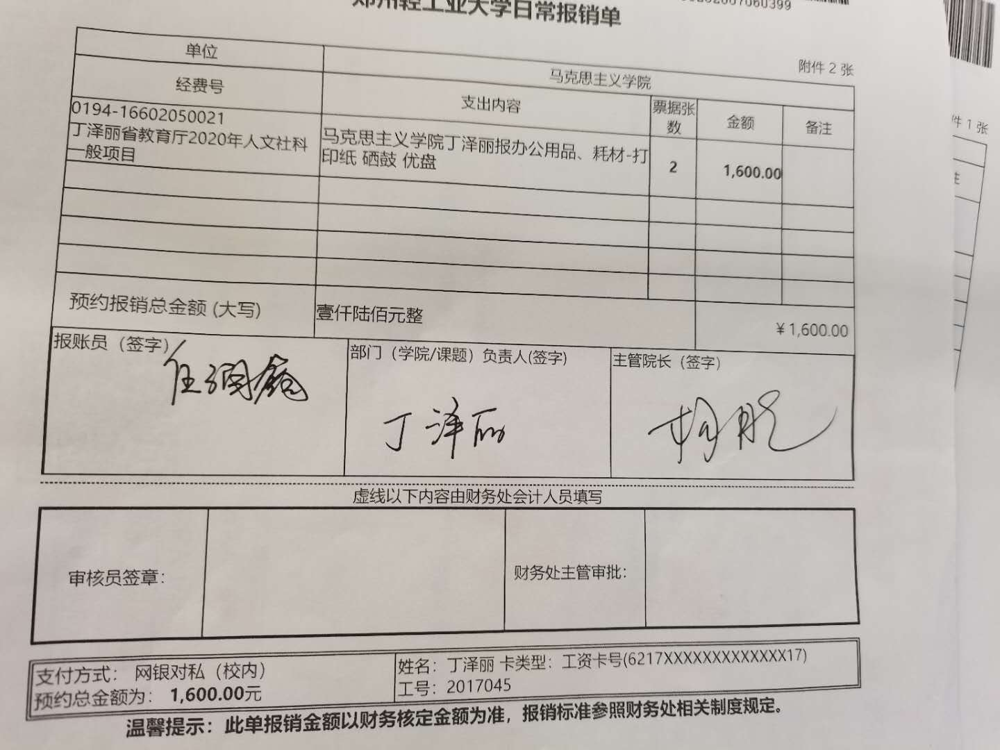 郑州轻工业大学日常报销单
附件 2 张
单位
马克思主义学院
经费号
支出内容
票据张数
金额
备注
0194-16602050021
丁泽丽省教育厅2020年人文社科
一般项目
马克思主义学院丁泽丽报办公用品、耗材-打
印纸 硒鼓 优盘
2
1,600.00
预约报销总金额 (大写)
壹仟陆佰元整
¥1,600.00
报账员（签字）
部门（学院/课题）负责人(签字)
丁泽丽
主管院长（签字）
虚线以下内容由财务处会计人员填写
审核员签章：
财务处主管审批：
支付方式： 网银对私（校内）
预约总金额为： 1,600.00元
姓名：丁泽丽 卡类型：工资卡号(6217XXXXXXXXXXXXX17)
工号：2017045
温馨提示：此单报销金额以财务核定金额为准，报销标准参照财务处相关制度规定。
件 1 张